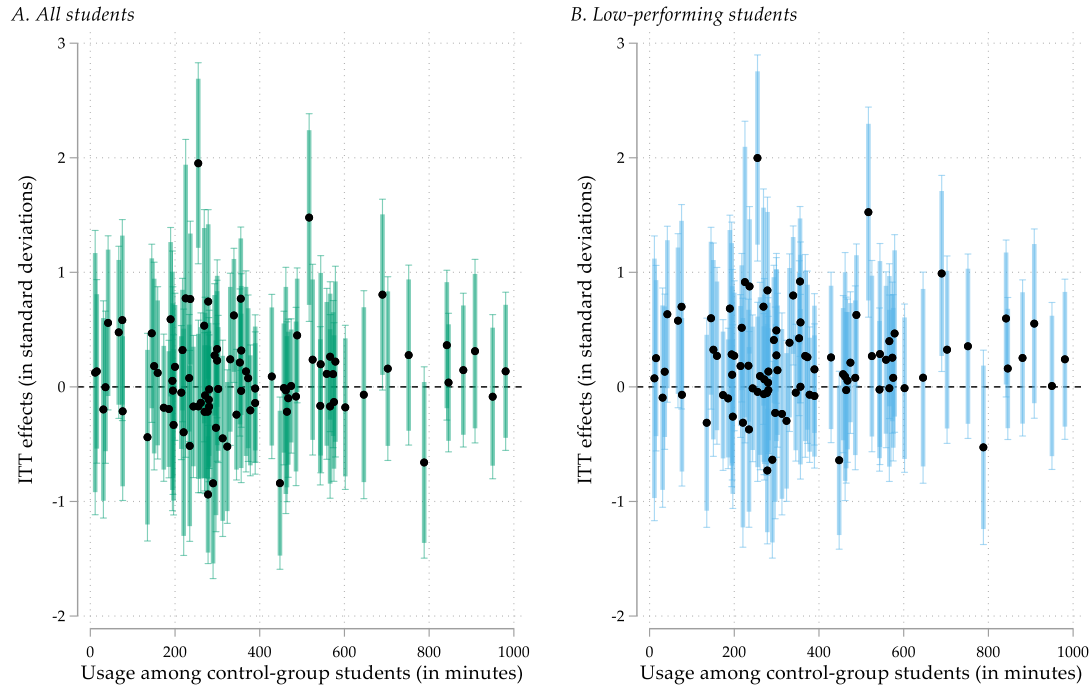 A. All students
ITT effects (in standard deviations)
3
2
1
0
-1
-2
0 200 400 600 800 1000
Usage among control-group students (in minutes)
B. Low-performing students
ITT effects (in standard deviations)
3
2
1
0
-1
-2
0 200 400 600 800 1000
Usage among control-group students (in minutes)